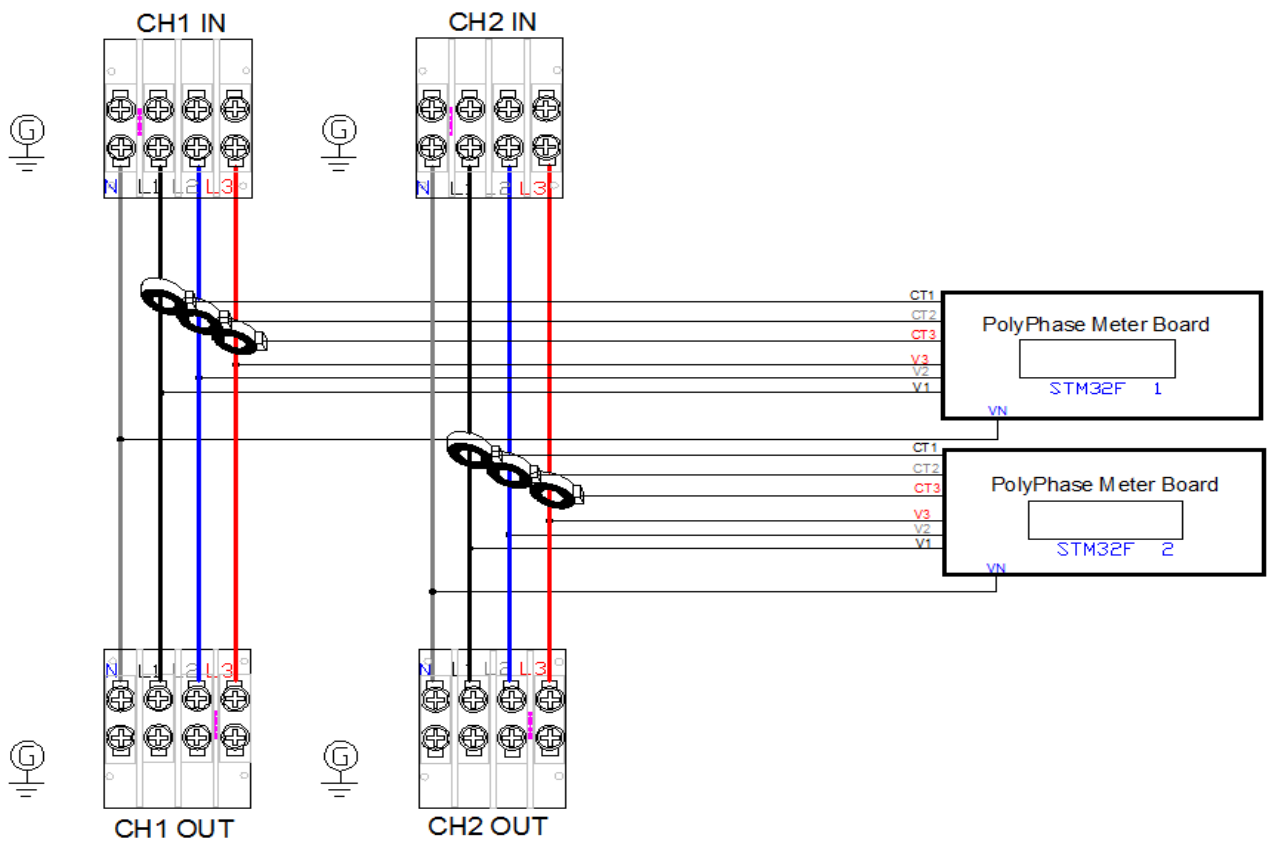 CH1 IN
CH2 IN
G
G
N L1 L2 L3
N L1 L2 L3
CT1
CT2
CT3
V3
V2
V1
PolyPhase Meter Board
STM32F 1
VN
CT1
CT2
CT3
V3
V2
V1
PolyPhase Meter Board
STM32F 2
VN
N L1 L2 L3
N L1 L2 L3
G
G
CH1 OUT
CH2 OUT